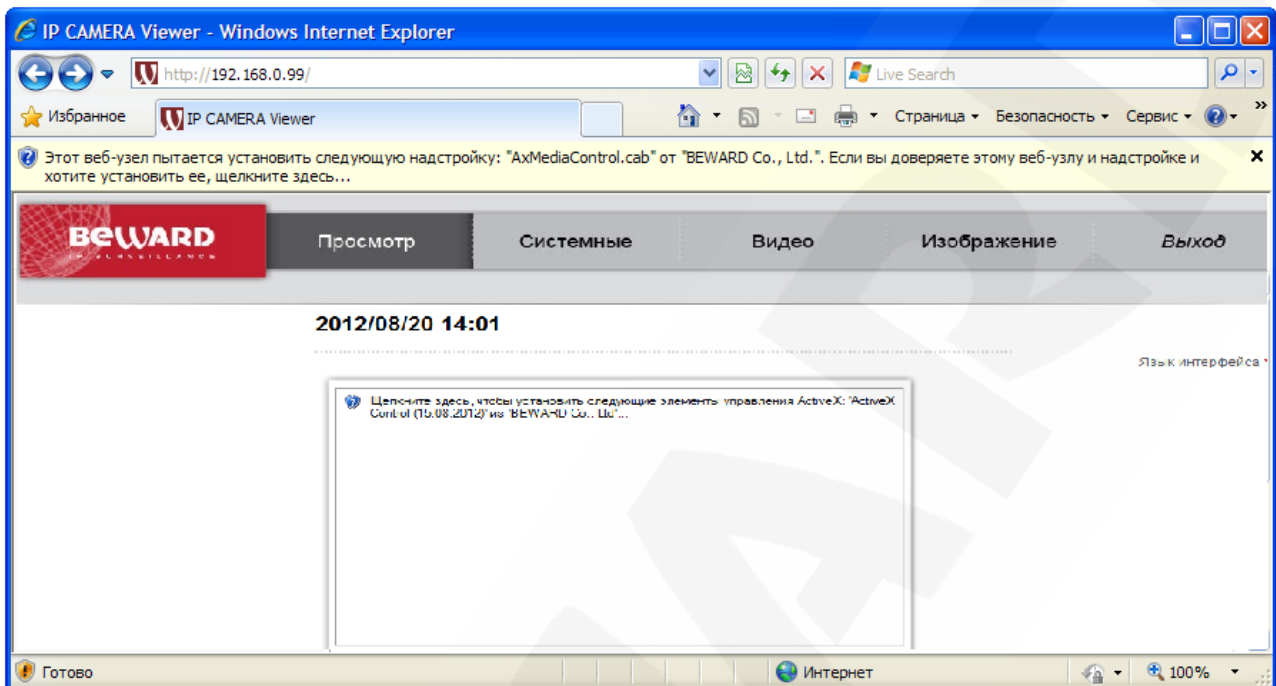 IP CAMERA Viewer - Windows Internet Explorer
http://192.168.0.99/
Live Search
Избранное
IP CAMERA Viewer
Страница
Безопасность
Сервис
»
Этот веб-узел пытается установить следующую надстройку: "AxMediaControl.cab" от "BEWARD Co., Ltd.". Если вы доверяете этому веб-узлу и надстройке и
хотите установить ее, щелкните здесь...
BEWARD
IP SURVEILLANCE
Просмотр
Системные
Видео
Изображение
Выход
2012/08/20 14:01
Язык интерфейса
Щелкните здесь, чтобы установить следующие элементы управления ActiveX: 'ActiveX
Control (15.08.2012)' из 'BEWARD Co., Ltd'...
Готово
Интернет
100%